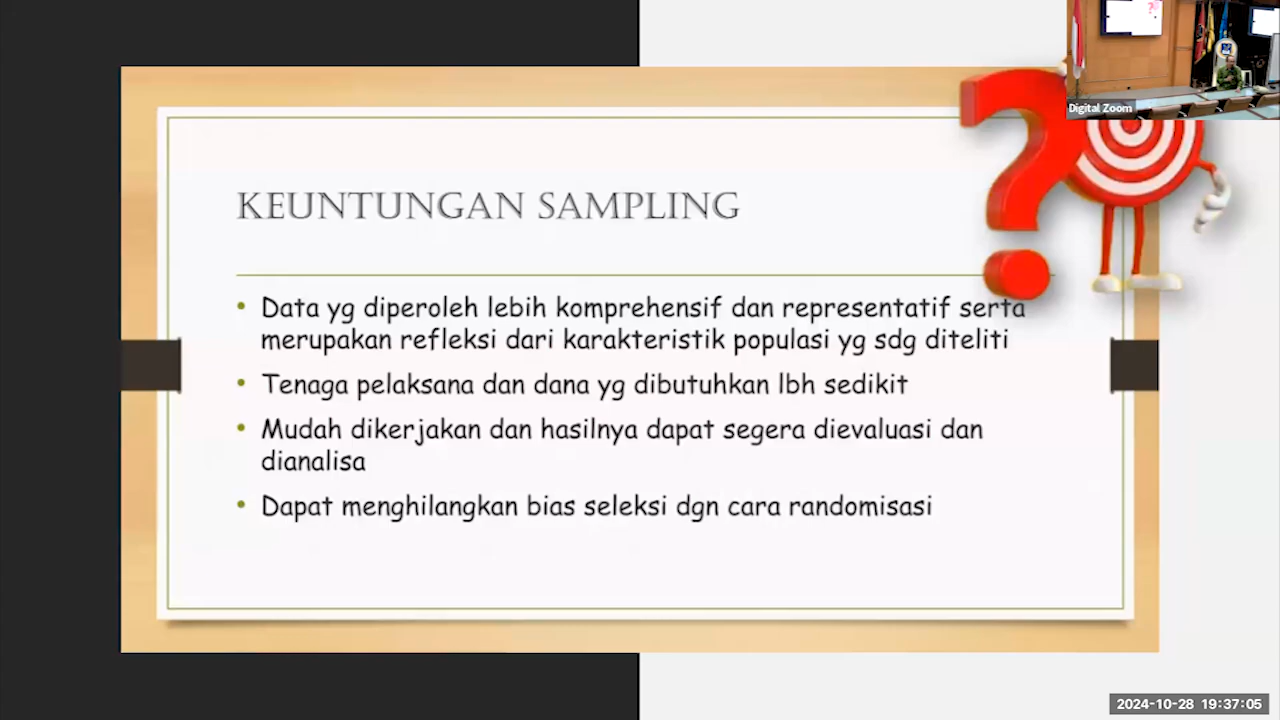 Digital Zoom
KEUNTUNGAN SAMPLING
• Data yg diperoleh lebih komprehensif dan representatif serta
merupakan refleksi dari karakteristik populasi yg sdg diteliti
• Tenaga pelaksana dan dana yg dibutuhkan lbh sedikit
• Mudah dikerjakan dan hasilnya dapat segera dievaluasi dan
dianalisa
• Dapat menghilangkan bias seleksi dgn cara randomisasi
2024-10-28 19:37:05